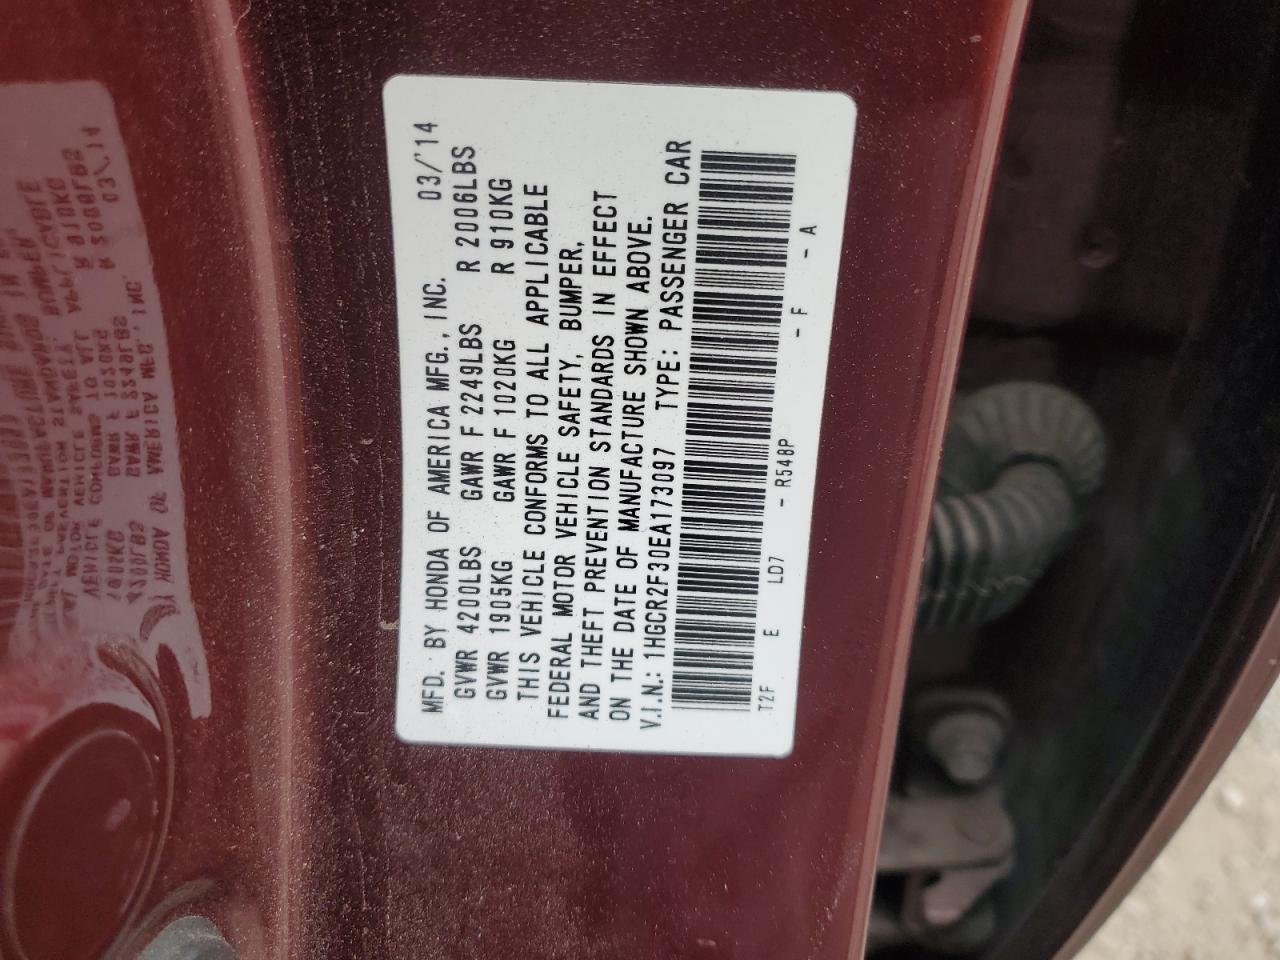 MFD. BY HONDA OF AMERICA MFG., INC. 03/'14
GVWR 4200LBS GAWR F 2249LBS R 2006LBS
GVWR 1905KG GAWR F 1020KG R 910KG
THIS VEHICLE CONFORMS TO ALL APPLICABLE
FEDERAL MOTOR VEHICLE SAFETY, BUMPER,
AND THEFT PREVENTION STANDARDS IN EFFECT
ON THE DATE OF MANUFACTURE SHOWN ABOVE.
V.I.N.: 1HGCR2F30EA173097 TYPE: PASSENGER CAR
T2F E LD7 - R548P - F - A